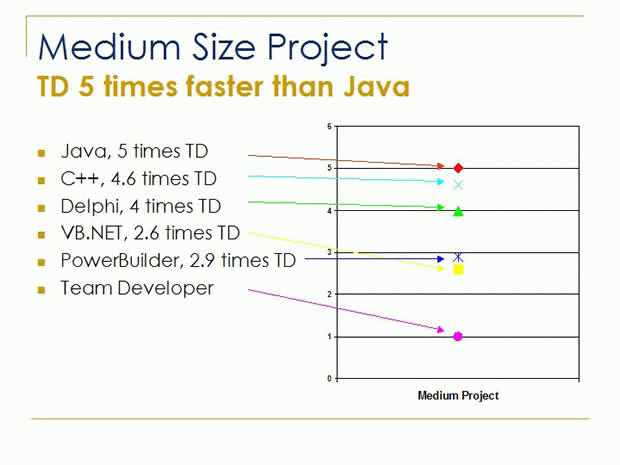 Medium Size Project
TD 5 times faster than Java
Java, 5 times TD
C++, 4.6 times TD
Delphi, 4 times TD
VB.NET, 2.6 times TD
PowerBuilder, 2.9 times TD
Team Developer
6
5
4
3
2
1
0
Medium Project